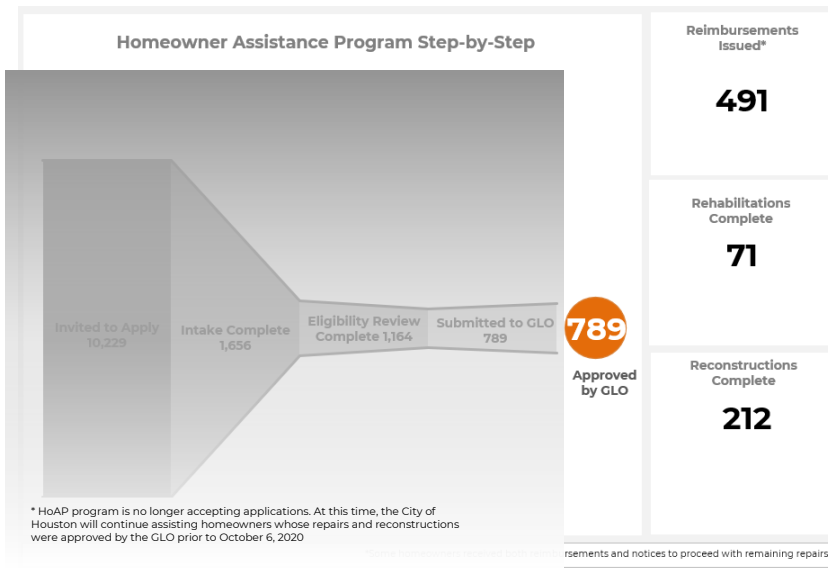 Homeowner Assistance Program Step-by-Step
Invited to Apply
10,229
Intake Complete
1,656
Eligibility Review
Complete 1,164
Submitted to GLO
789
789
Approved
by GLO
* HoAP program is no longer accepting applications. At this time, the City of
Houston will continue assisting homeowners whose repairs and reconstructions
were approved by the GLO prior to October 6, 2020
Reimbursements
Issued*
491
Rehabilitations
Complete
71
Reconstructions
Complete
212
and notices to proceed with remaining repairs